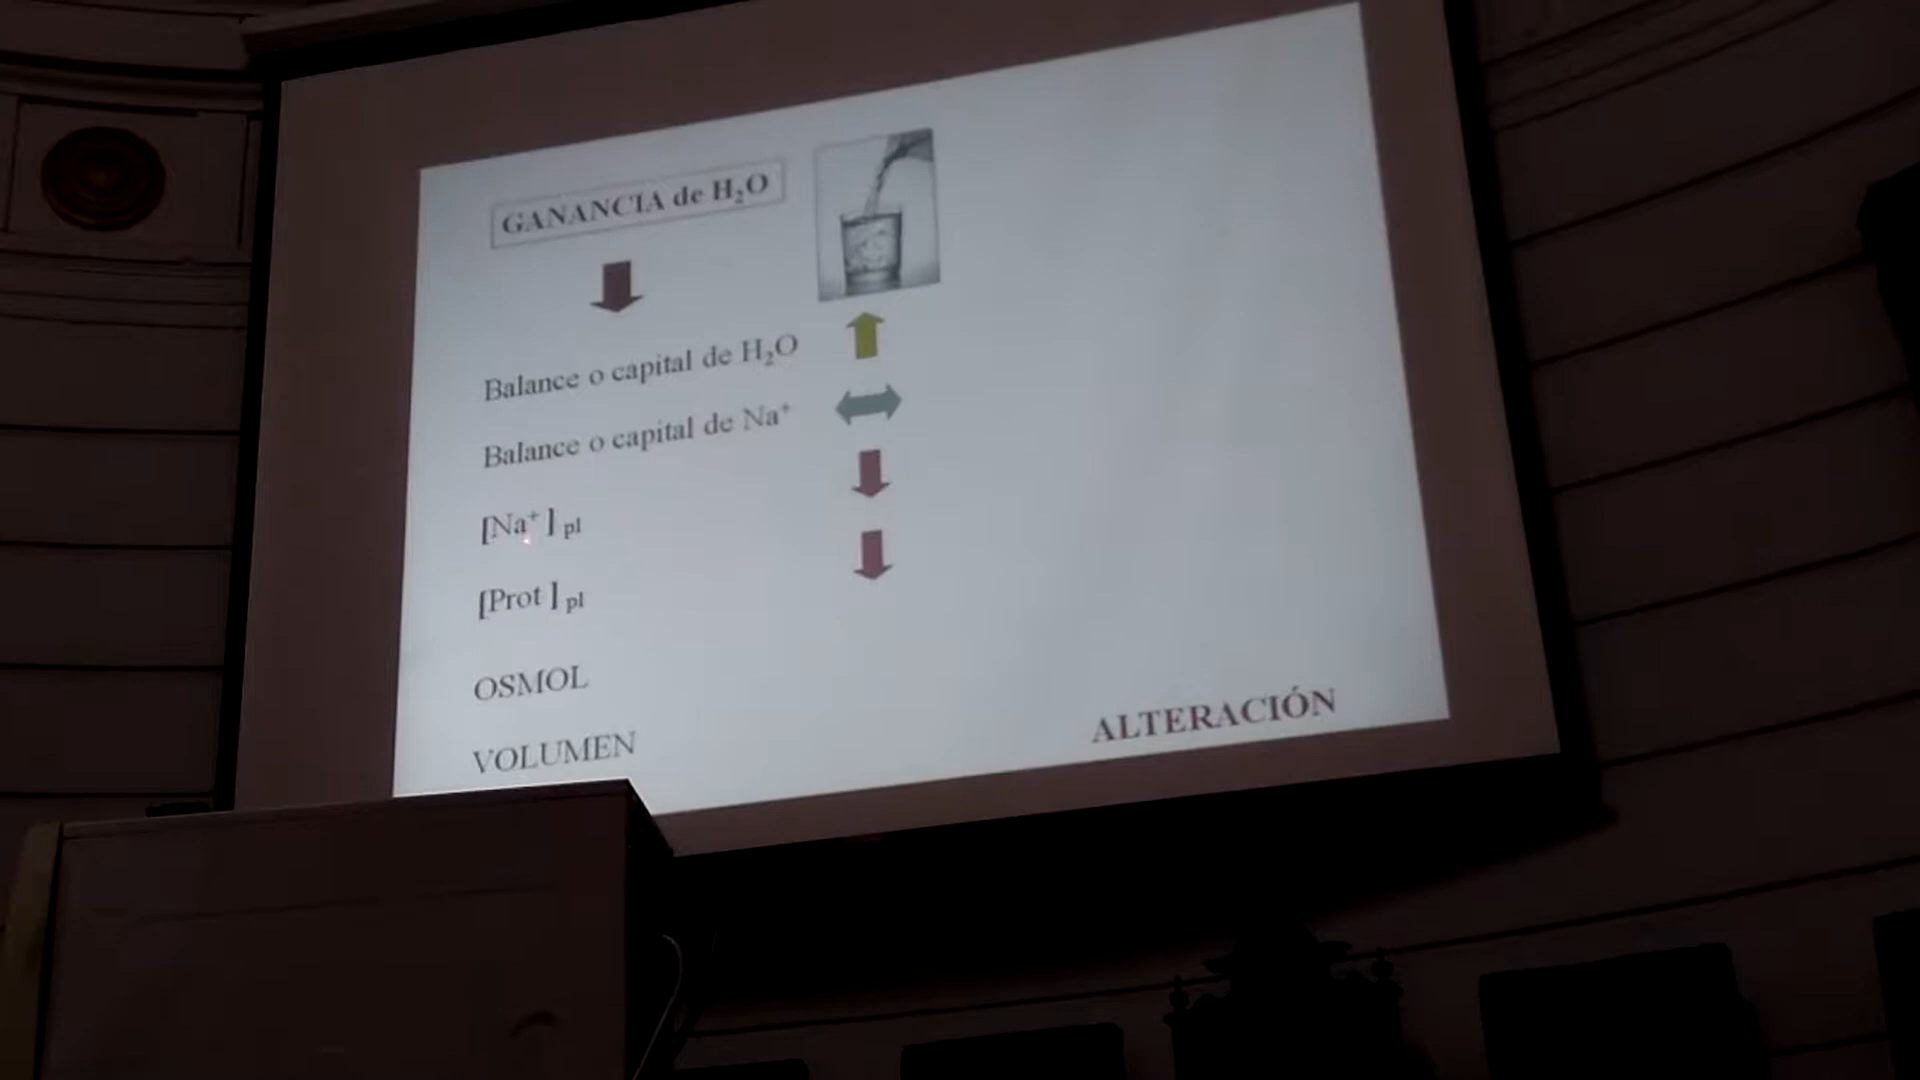 GANANCIA de H₂O
Balance o capital de H₂O
Balance o capital de Na⁺
[Na⁺] pl
[Prot] pl
OSMOL
VOLUMEN
ALTERACIÓN